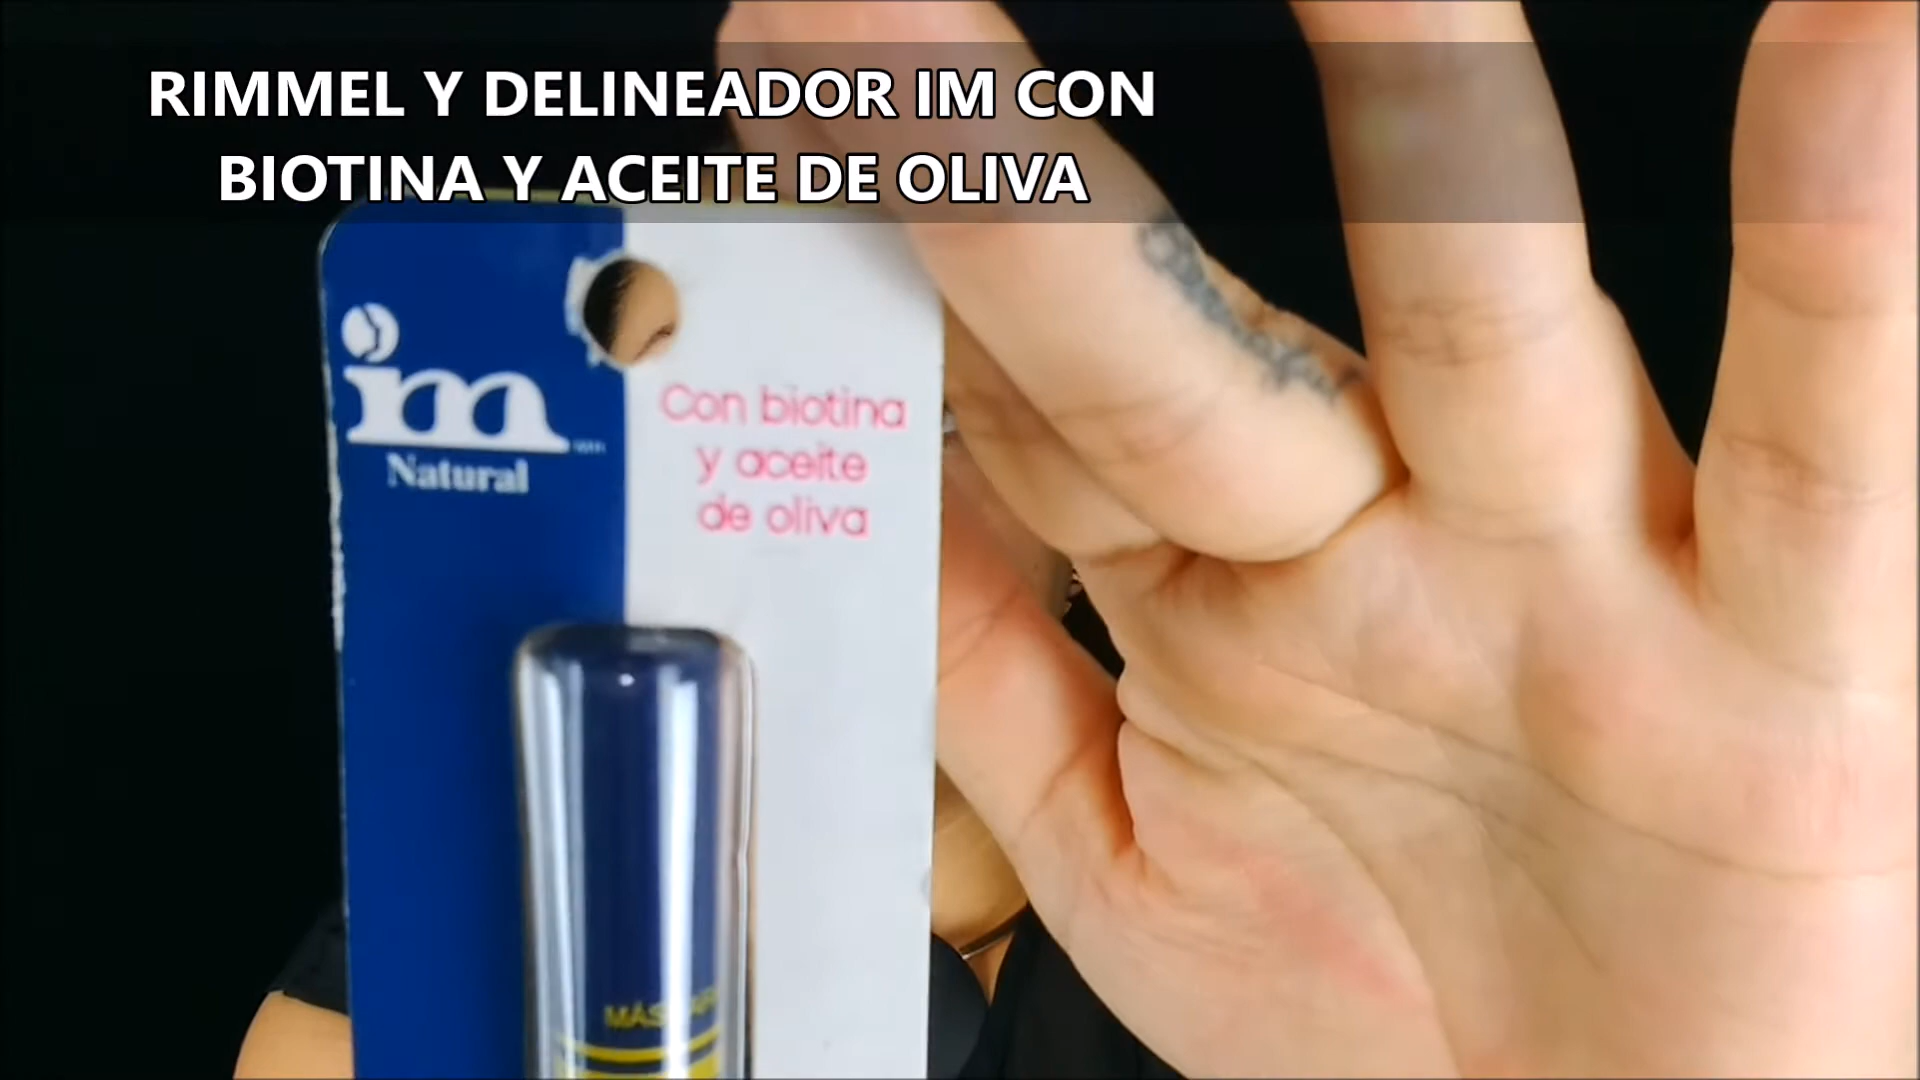 RIMMEL Y DELINEADOR IM CON
BIOTINA Y ACEITE DE OLIVA
im
Natural
Con biotina
y aceite
de oliva